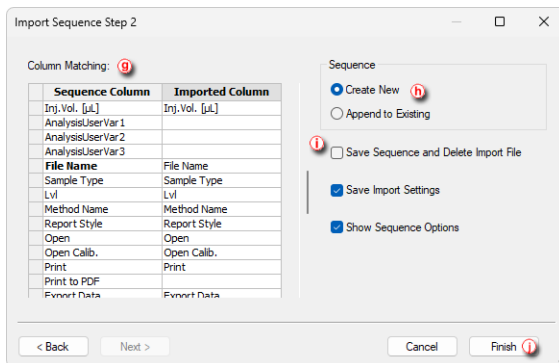 Import Sequence Step 2
Column Matching: g
Sequence Column Imported Column
Inj.Vol. [µL] Inj.Vol. [µL]
AnalysisUserVar1
AnalysisUserVar2
AnalysisUserVar3
File Name File Name
Sample Type Sample Type
Lvl Lvl
Method Name Method Name
Report Style Report Style
Open Open
Open Calib. Open Calib.
Print Print
Print to PDF
Export Data Export Data
Sequence
Create New h
Append to Existing
i Save Sequence and Delete Import File
Save Import Settings
Show Sequence Options
< Back Next > Cancel Finish j